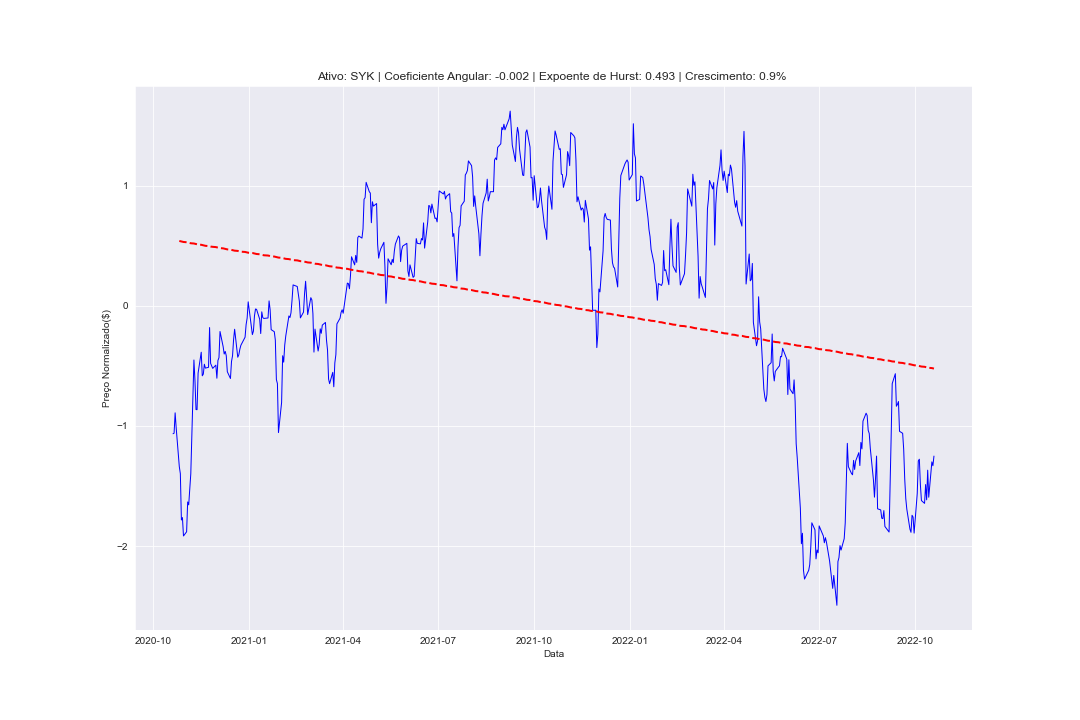 Ativo: SYK | Coeficiente Angular: -0.002 | Expoente de Hurst: 0.493 | Crescimento: 0.9%
Preço Normalizado($)
1
0
−1
−2
2020-10 2021-01 2021-04 2021-07 2021-10 2022-01 2022-04 2022-07 2022-10
Data